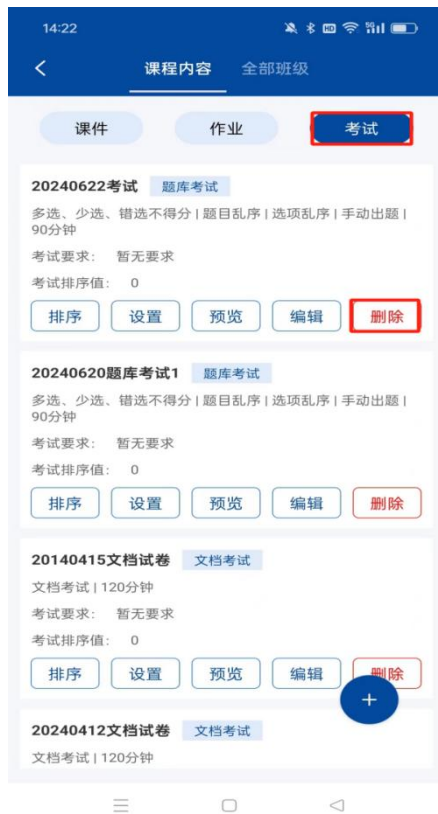 14:22
课程内容 全部班级
课件 作业 考试
20240622考试 题库考试
多选、少选、错选不得分 | 题目乱序 | 选项乱序 | 手动出题 |
90分钟
考试要求: 暂无要求
考试排序值: 0
排序 设置 预览 编辑 删除
20240620题库考试1 题库考试
多选、少选、错选不得分 | 题目乱序 | 选项乱序 | 手动出题 |
90分钟
考试要求: 暂无要求
考试排序值: 0
排序 设置 预览 编辑 删除
20140415文档试卷 文档考试
文档考试 | 120分钟
考试要求: 暂无要求
考试排序值: 0
排序 设置 预览 编辑 删除
+
20240412文档试卷 文档考试
文档考试 | 120分钟